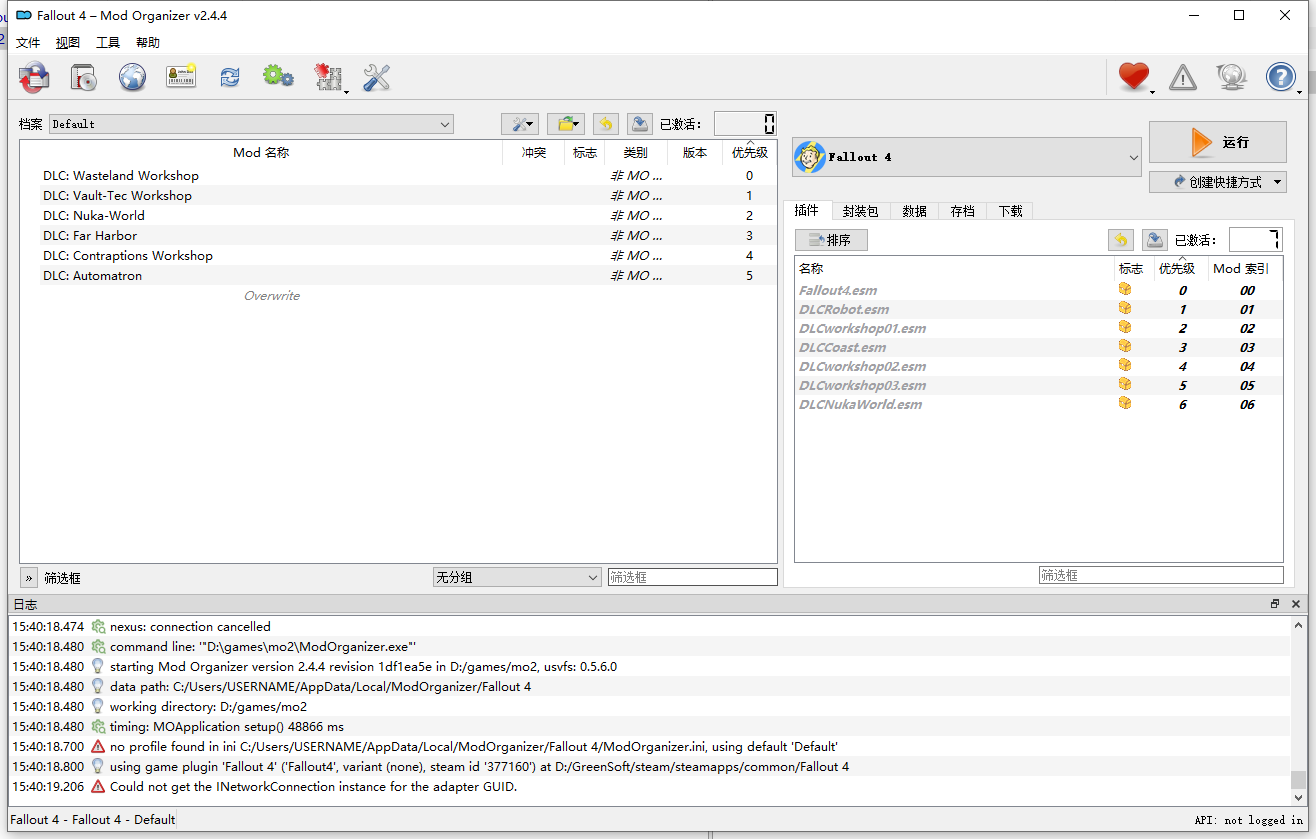 Fallout 4 – Mod Organizer v2.4.4
文件 视图 工具 帮助
档案 Default 已激活: 0
Mod 名称 冲突 标志 类别 版本 优先级
DLC: Wasteland Workshop 非 MO ... 0
DLC: Vault-Tec Workshop 非 MO ... 1
DLC: Nuka-World 非 MO ... 2
DLC: Far Harbor 非 MO ... 3
DLC: Contraptions Workshop 非 MO ... 4
DLC: Automatron 非 MO ... 5
Overwrite
» 筛选框 无分组 筛选框
Fallout 4
运行
创建快捷方式
插件 封装包 数据 存档 下载
排序 已激活: 7
名称 标志 优先级 Mod 索引
Fallout4.esm 0 00
DLCRobot.esm 1 01
DLCworkshop01.esm 2 02
DLCCoast.esm 3 03
DLCworkshop02.esm 4 04
DLCworkshop03.esm 5 05
DLCNukaWorld.esm 6 06
筛选框
日志
15:40:18.474 nexus: connection cancelled
15:40:18.480 command line: '"D:\games\mo2\ModOrganizer.exe"'
15:40:18.480 starting Mod Organizer version 2.4.4 revision 1df1ea5e in D:/games/mo2, usvfs: 0.5.6.0
15:40:18.480 data path: C:/Users/USERNAME/AppData/Local/ModOrganizer/Fallout 4
15:40:18.480 working directory: D:/games/mo2
15:40:18.480 timing: MOApplication setup() 48866 ms
15:40:18.700 no profile found in ini C:/Users/USERNAME/AppData/Local/ModOrganizer/Fallout 4/ModOrganizer.ini, using default 'Default'
15:40:18.800 using game plugin 'Fallout 4' ('Fallout4', variant (none), steam id '377160') at D:/GreenSoft/steam/steamapps/common/Fallout 4
15:40:19.206 Could not get the INetworkConnection instance for the adapter GUID.
Fallout 4 - Fallout 4 - Default API: not logged in